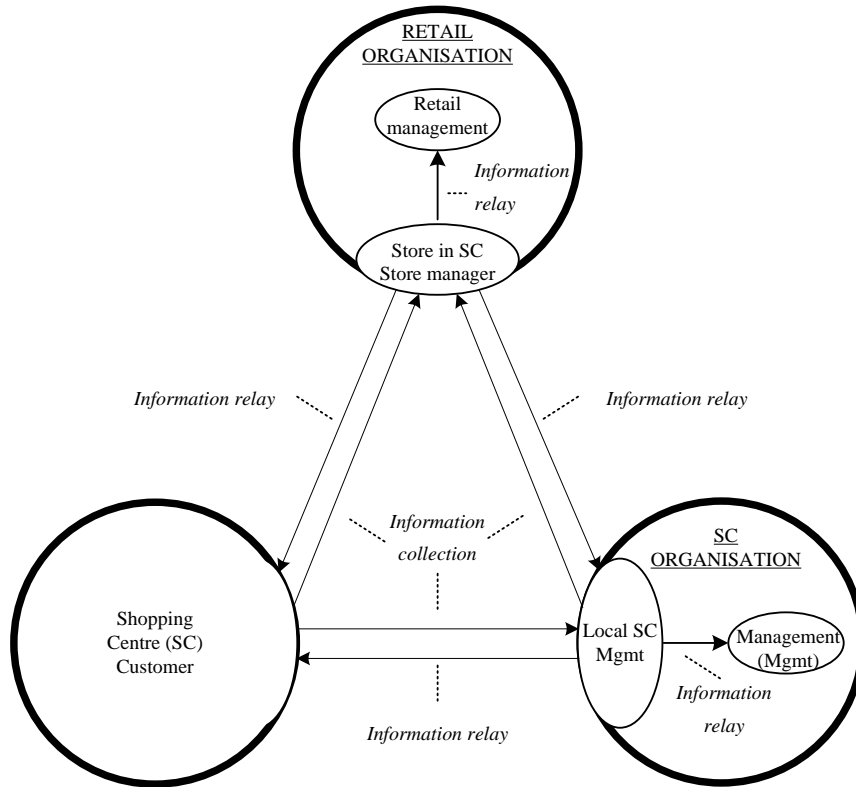 RETAIL
ORGANISATION
Retail
management
Information
relay
Store in SC
Store manager
Information relay
Information relay
Information
collection
SC
ORGANISATION
Shopping
Centre (SC)
Customer
Local SC
Mgmt
Management
(Mgmt)
Information
relay
Information relay